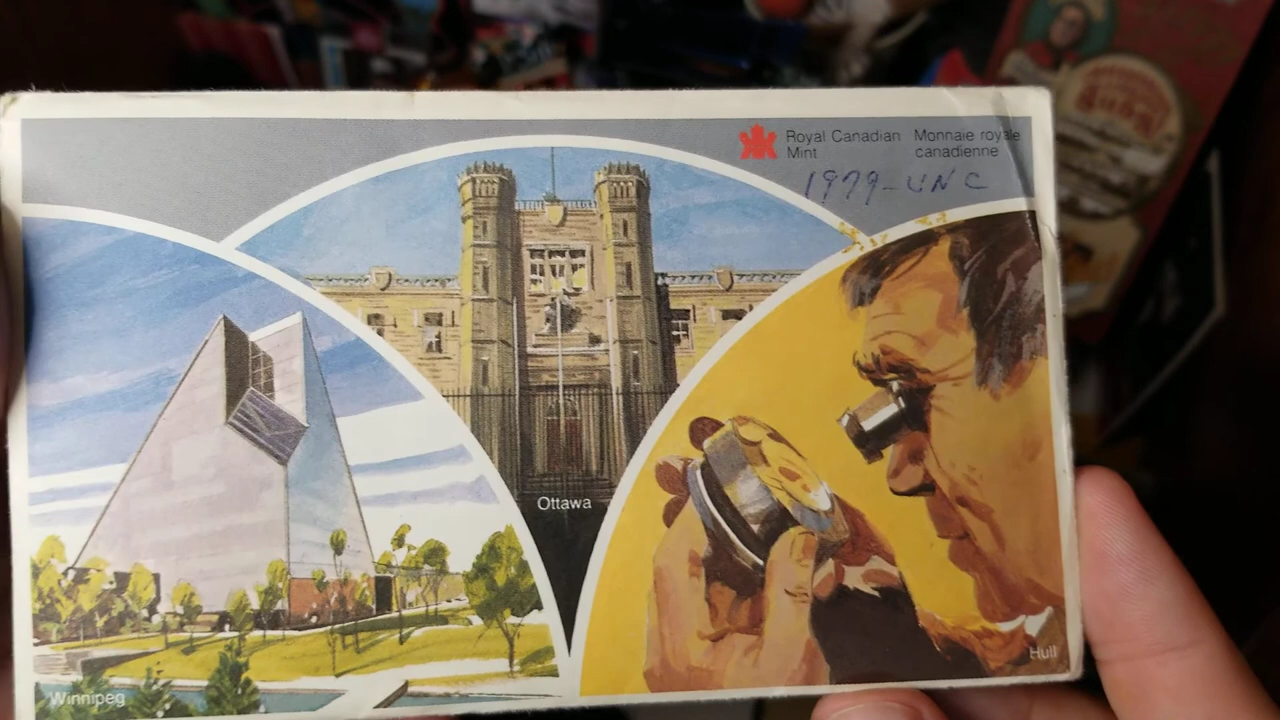 Royal Canadian Mint
Monnaie royale canadienne
1979-UNC
Ottawa
Winnipeg
Hull